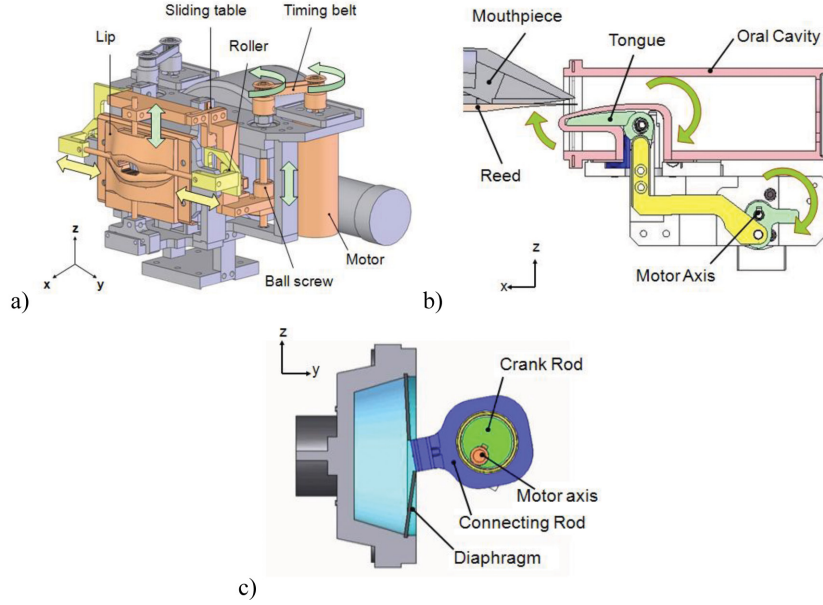 a)
Sliding table
Timing belt
Lip
Roller
Motor
Ball screw
z
x
y
b)
Mouthpiece
Tongue
Oral Cavity
Reed
Motor Axis
z
x
c)
z
y
Crank Rod
Motor axis
Connecting Rod
Diaphragm